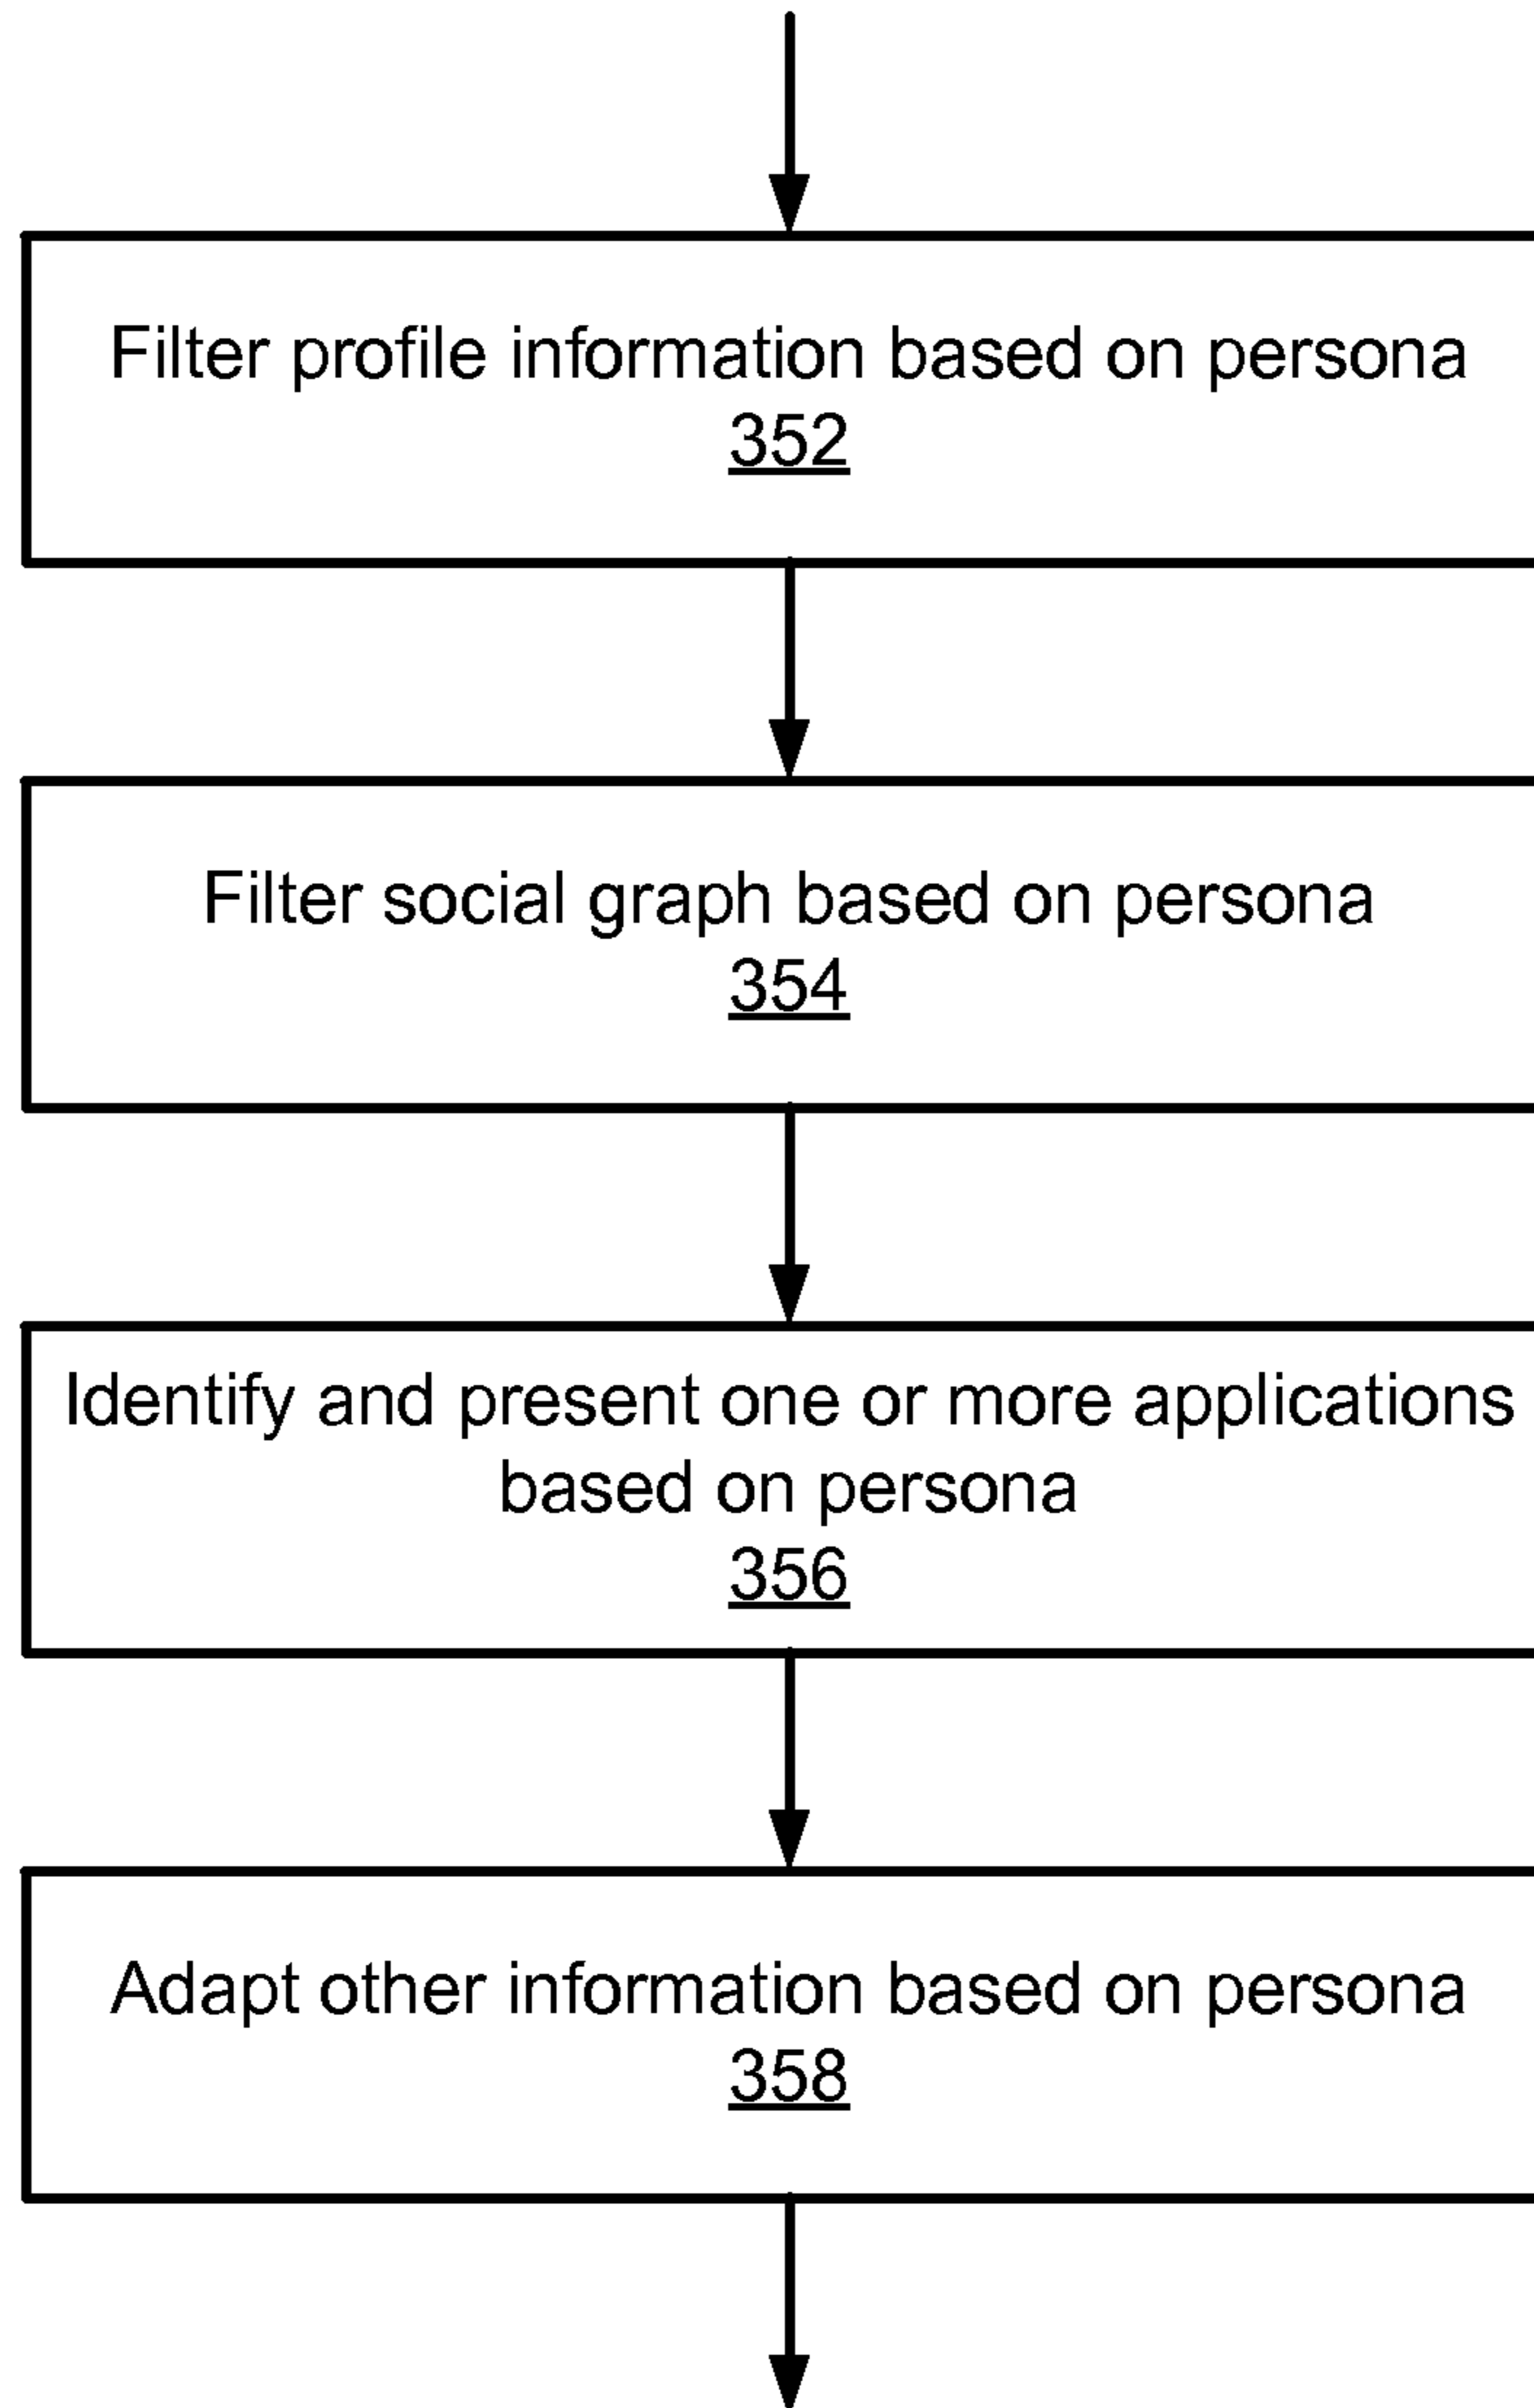 Filter profile information based on persona
352
Filter social graph based on persona
354
Identify and present one or more applications
based on persona
356
Adapt other information based on persona
358